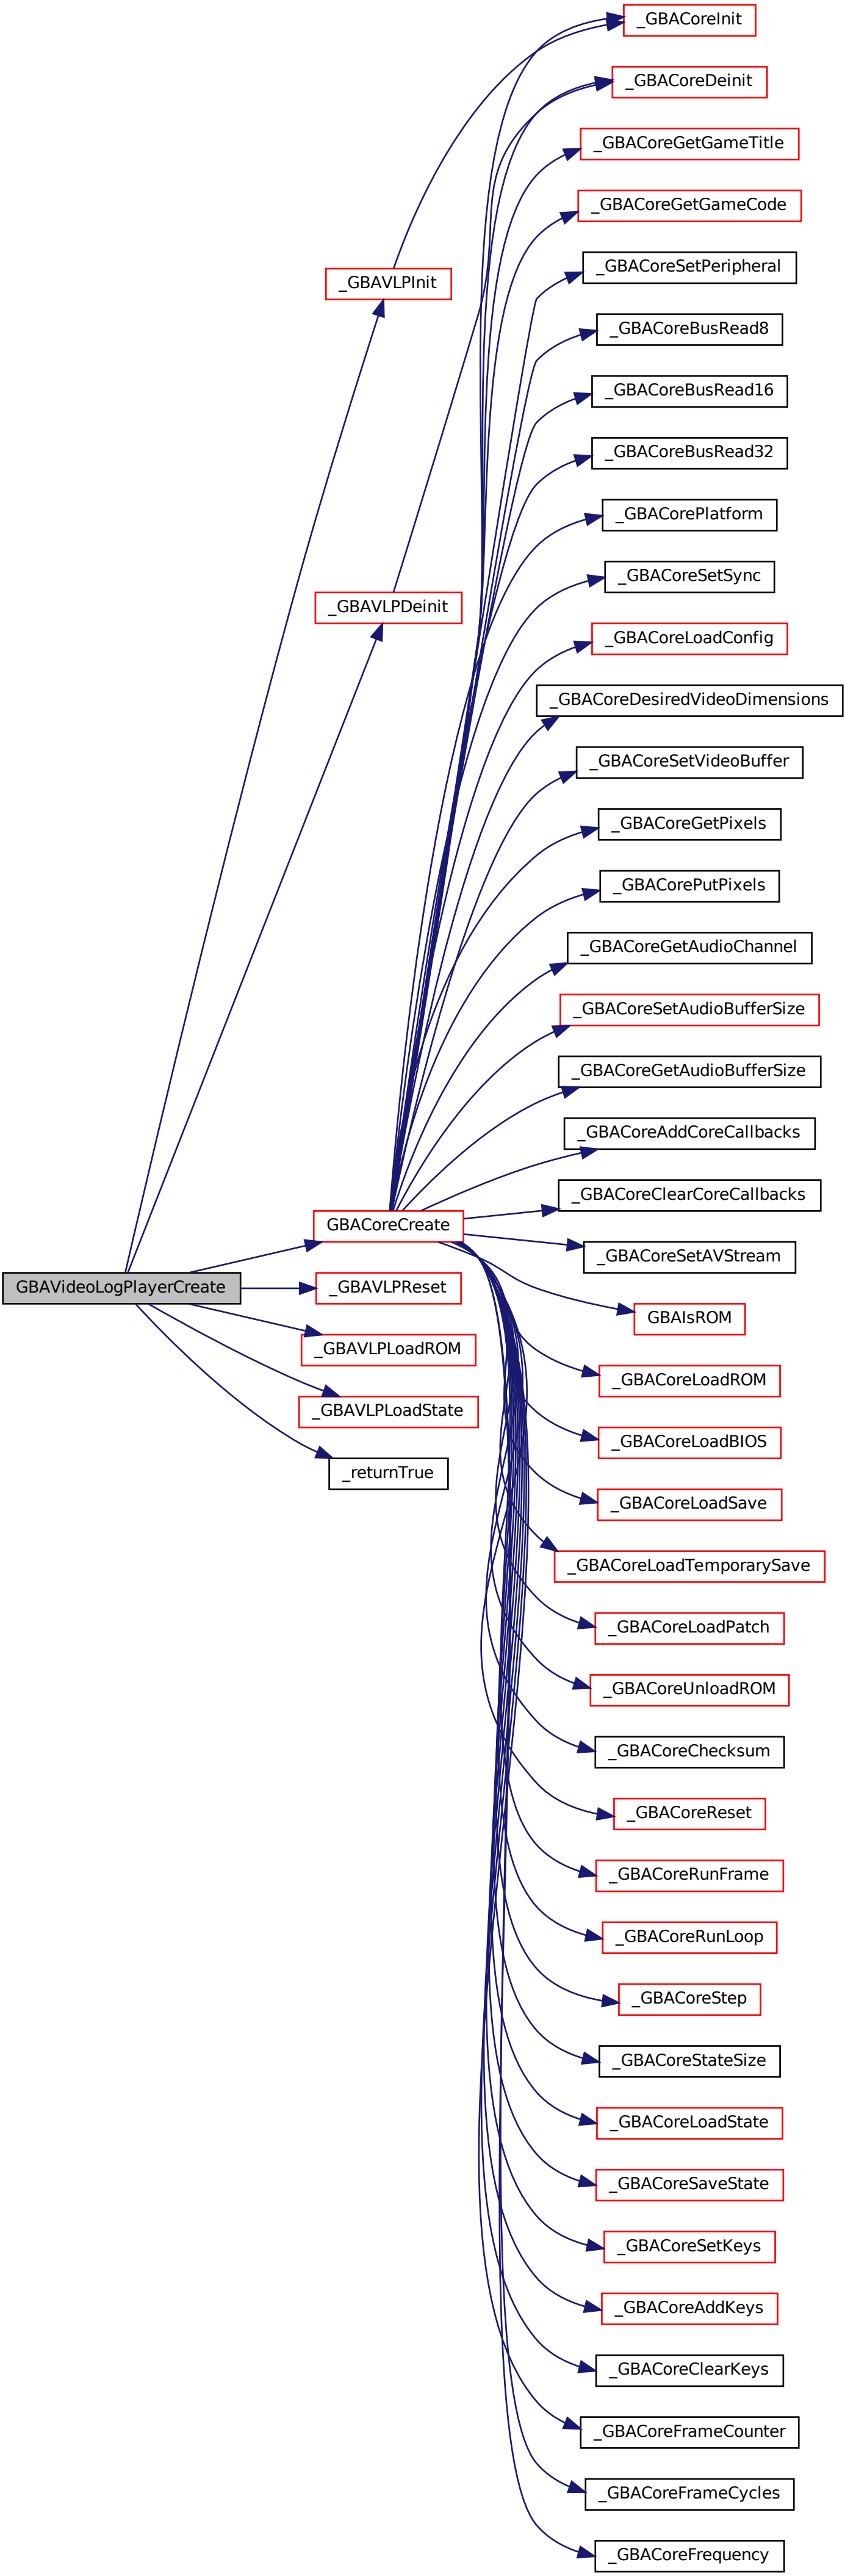 _GBACoreInit
_GBACoreDeinit
_GBACoreGetGameTitle
_GBACoreGetGameCode
_GBACoreSetPeripheral
_GBAVLPInit
_GBACoreBusRead8
_GBACoreBusRead16
_GBACoreBusRead32
_GBACorePlatform
_GBACoreSetSync
_GBAVLPDeinit
_GBACoreLoadConfig
_GBACoreDesiredVideoDimensions
_GBACoreSetVideoBuffer
_GBACoreGetPixels
_GBACorePutPixels
_GBACoreGetAudioChannel
_GBACoreSetAudioBufferSize
_GBACoreGetAudioBufferSize
_GBACoreAddCoreCallbacks
_GBACoreClearCoreCallbacks
GBACoreCreate
_GBACoreSetAVStream
GBAVideoLogPlayerCreate
_GBAVLPReset
GBAIsROM
_GBAVLPLoadROM
_GBACoreLoadROM
_GBAVLPLoadState
_GBACoreLoadBIOS
_returnTrue
_GBACoreLoadSave
_GBACoreLoadTemporarySave
_GBACoreLoadPatch
_GBACoreUnloadROM
_GBACoreChecksum
_GBACoreReset
_GBACoreRunFrame
_GBACoreRunLoop
_GBACoreStep
_GBACoreStateSize
_GBACoreLoadState
_GBACoreSaveState
_GBACoreSetKeys
_GBACoreAddKeys
_GBACoreClearKeys
_GBACoreFrameCounter
_GBACoreFrameCycles
_GBACoreFrequency